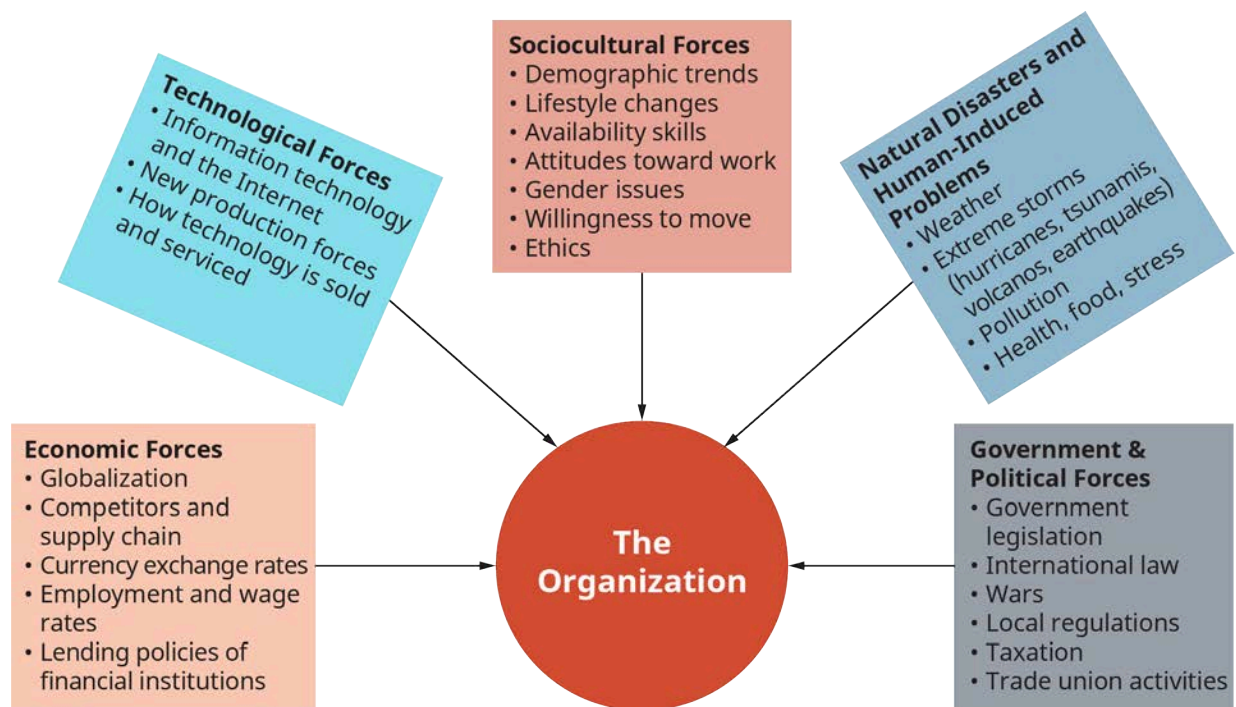 Economic Forces
• Globalization
• Competitors and
supply chain
• Currency exchange rates
• Employment and wage
rates
• Lending policies of
financial institutions
Technological Forces
• Information technology
and the Internet
• New production forces
• How technology is sold
and serviced
Sociocultural Forces
• Demographic trends
• Lifestyle changes
• Availability skills
• Attitudes toward work
• Gender issues
• Willingness to move
• Ethics
Natural Disasters and
Human-Induced
Problems
• Weather
• Extreme storms
(hurricanes, tsunamis,
volcanos, earthquakes)
• Pollution
• Health, food, stress
Government &
Political Forces
• Government
legislation
• International law
• Wars
• Local regulations
• Taxation
• Trade union activities
The
Organization